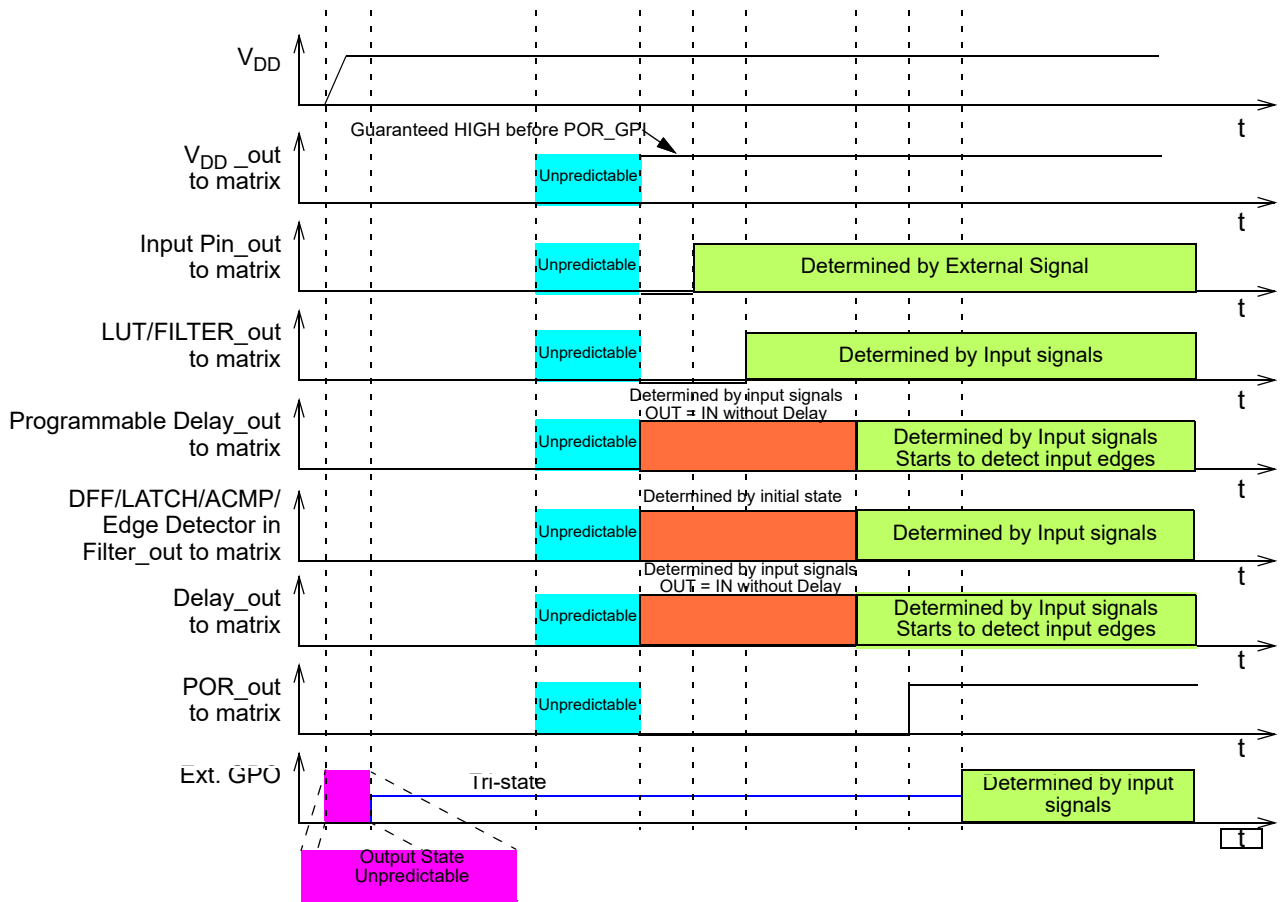 VDD
t
Guaranteed HIGH before POR_GPI
VDD _out
to matrix
Unpredictable
t
Input Pin_out
to matrix
Unpredictable
Determined by External Signal
t
LUT/FILTER_out
to matrix
Unpredictable
Determined by Input signals
t
Determined by input signals
OUT = IN without Delay
Programmable Delay_out
to matrix
Unpredictable
Determined by Input signals
Starts to detect input edges
t
DFF/LATCH/ACMP/
Edge Detector in
Filter_out to matrix
Unpredictable
Determined by initial state
Determined by Input signals
t
Determined by input signals
OUT = IN without Delay
Delay_out
to matrix
Unpredictable
Determined by Input signals
Starts to detect input edges
t
POR_out
to matrix
Unpredictable
t
Ext. GPO
Tri-state
Determined by input
signals
t
Output State
Unpredictable